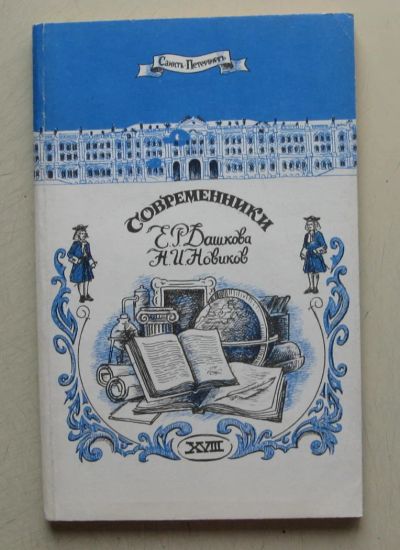 Санктъ-Петербургъ
Современники
Е.Р. Дашкова
Н.И. Новиков
XVIII